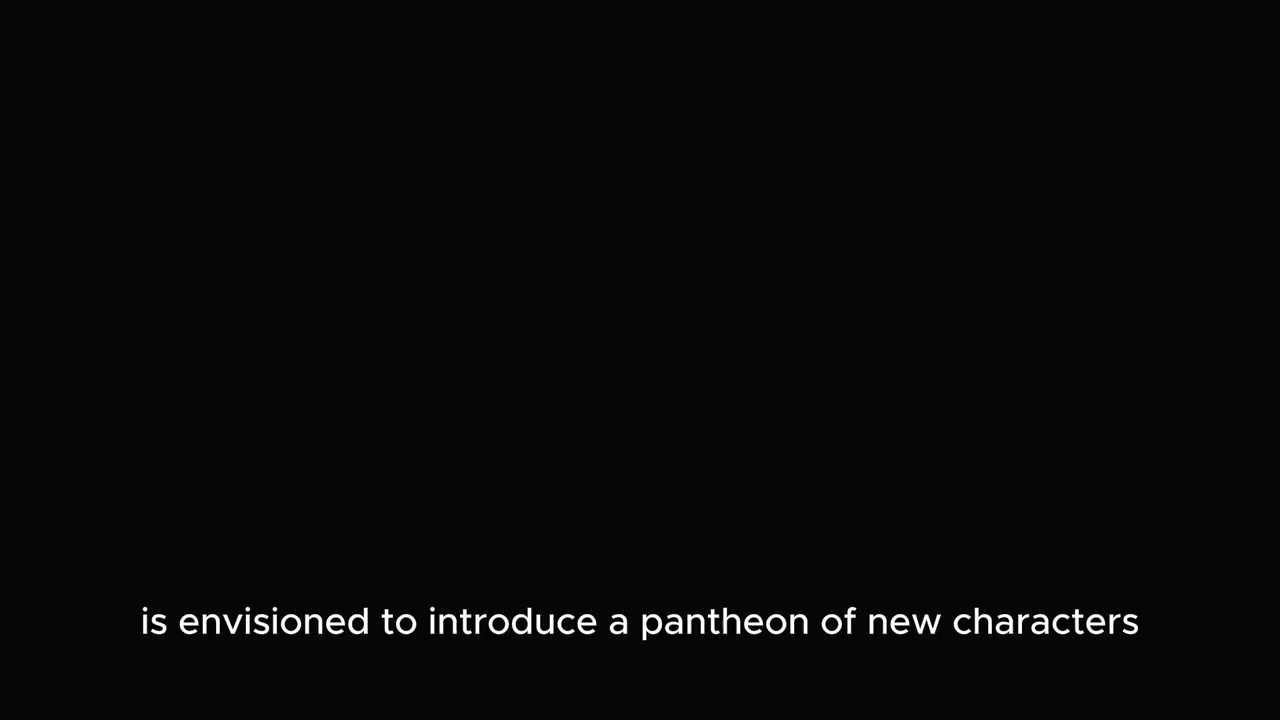 is envisioned to introduce a pantheon of new characters